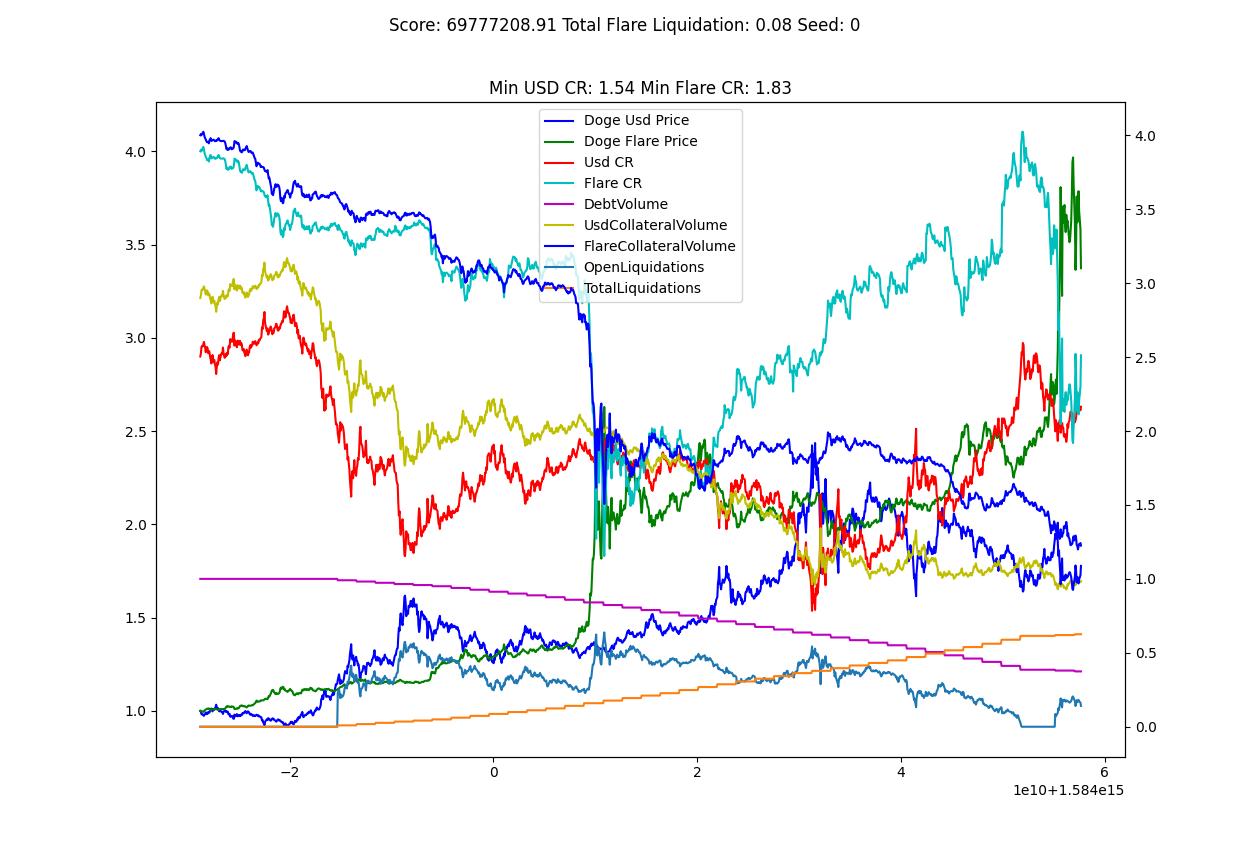 Score: 69777208.91 Total Flare Liquidation: 0.08 Seed: 0
Min USD CR: 1.54 Min Flare CR: 1.83
Doge Usd Price
Doge Flare Price
Usd CR
Flare CR
DebtVolume
UsdCollateralVolume
FlareCollateralVolume
OpenLiquidations
TotalLiquidations
4.0
3.5
3.0
2.5
2.0
1.5
1.0
4.0
3.5
3.0
2.5
2.0
1.5
1.0
0.5
0.0
−2 0 2 4 6
1e10+1.584e15